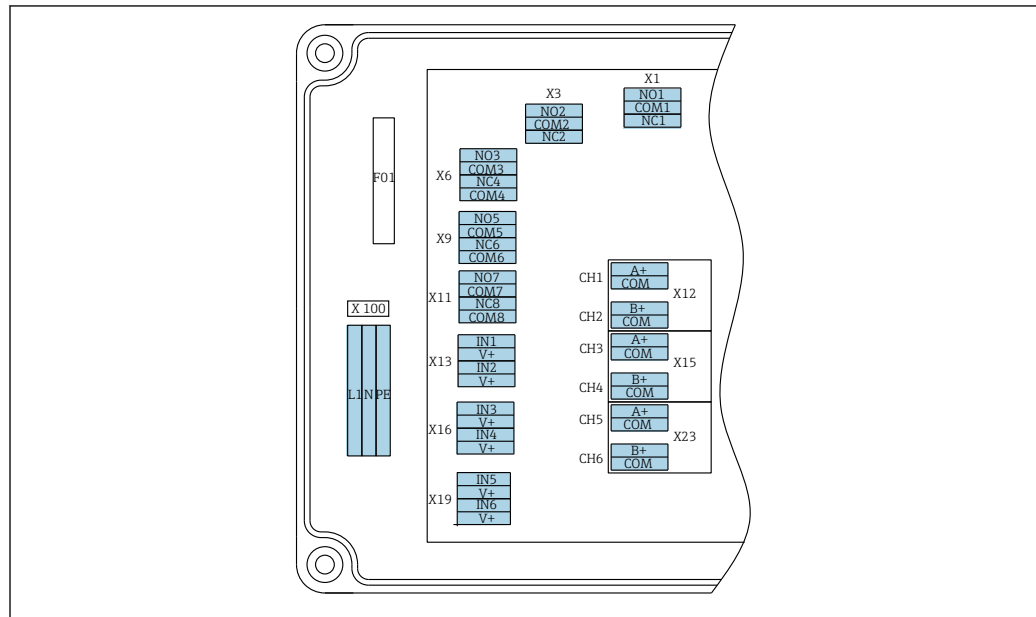 X1
NO1
COM1
NC1
X3
NO2
COM2
NC2
X6
NO3
COM3
NC4
COM4
F01
X9
NO5
COM5
NC6
COM6
X11
NO7
COM7
NC8
COM8
X 100
L1 N PE
X13
IN1
V+
IN2
V+
X16
IN3
V+
IN4
V+
X19
IN5
V+
IN6
V+
CH1
A+
COM
X12
CH2
B+
COM
CH3
A+
COM
X15
CH4
B+
COM
CH5
A+
COM
X23
CH6
B+
COM